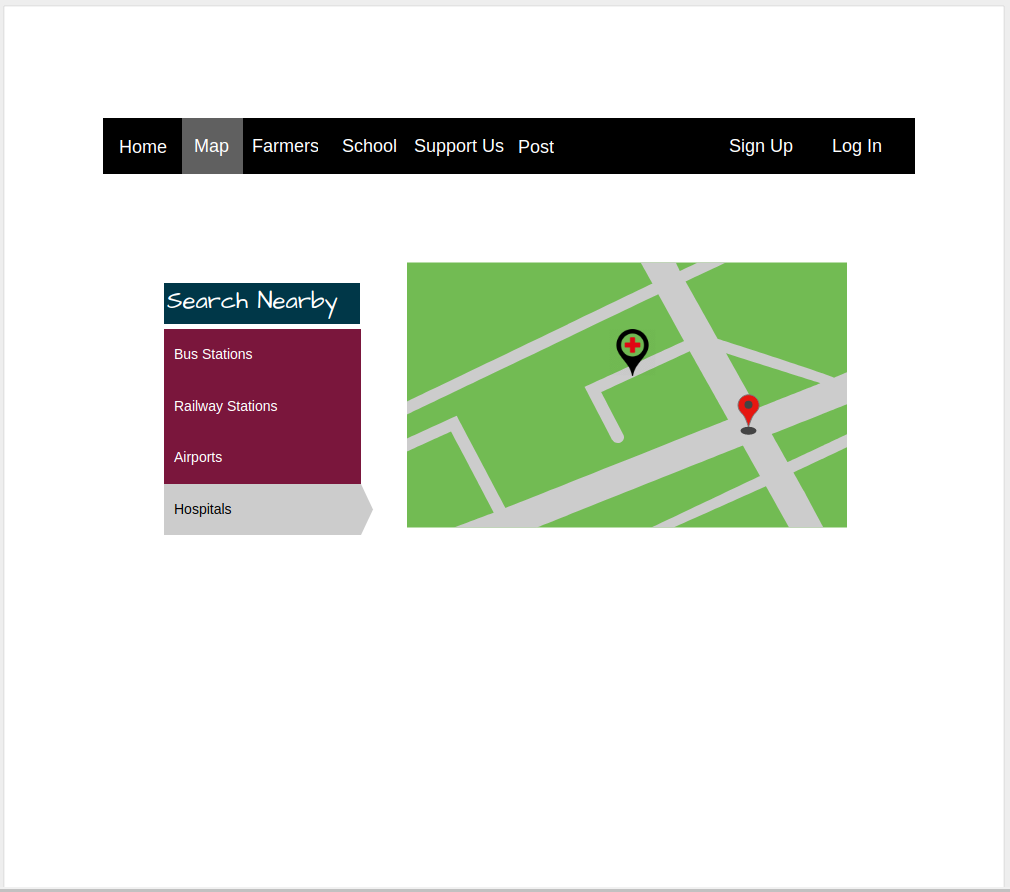 Home Map Farmers School Support Us Post Sign Up Log In
Search Nearby
Bus Stations
Railway Stations
Airports
Hospitals